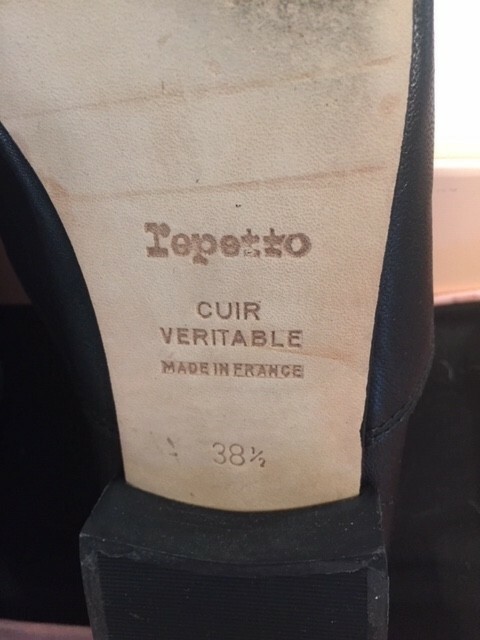 repetto
CUIR
VERITABLE
MADE IN FRANCE
38½